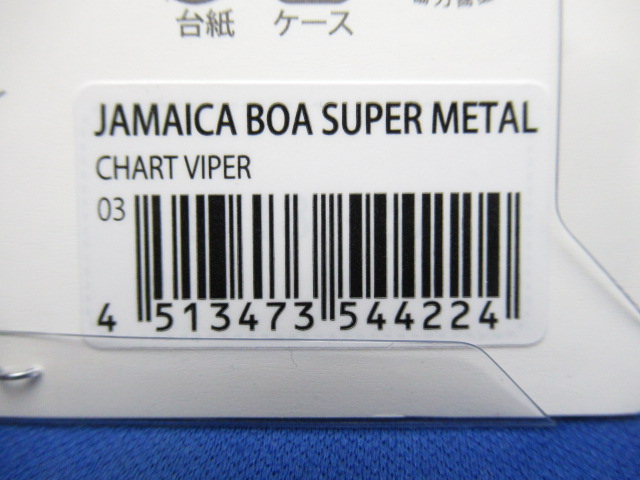 台紙 ケース
JAMAICA BOA SUPER METAL
CHART VIPER
03
4 513473 544224